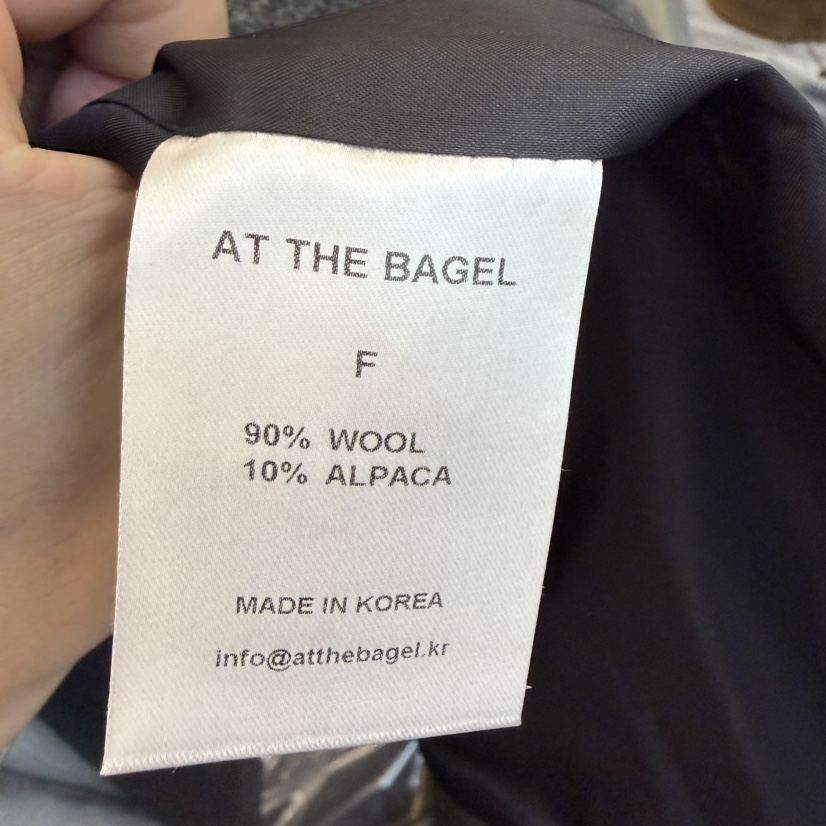 AT THE BAGEL
F
90% WOOL
10% ALPACA
MADE IN KOREA
info@atthebagel.kr